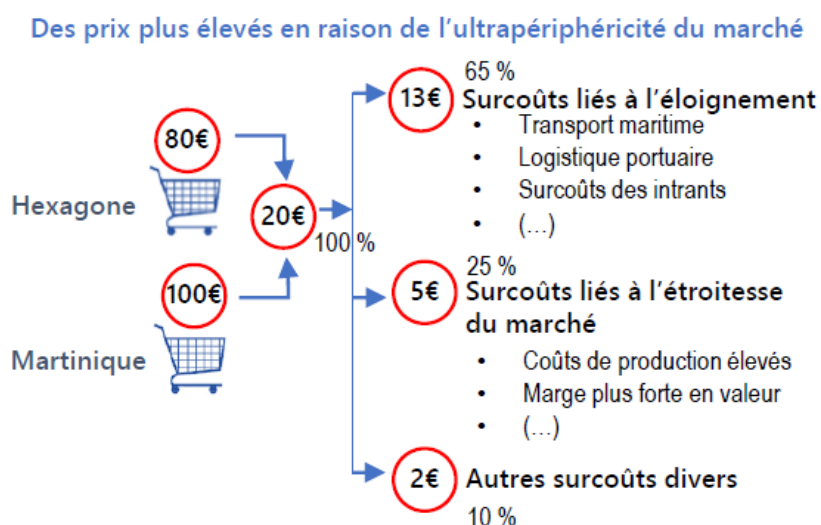 Des prix plus élevés en raison de l'ultrapériphéricité du marché
80€
Hexagone
20€
100 %
100€
Martinique
65 %
13€ Surcoûts liés à l'éloignement
• Transport maritime
• Logistique portuaire
• Surcoûts des intrants
• (…)
25 %
5€ Surcoûts liés à l'étroitesse
du marché
• Coûts de production élevés
• Marge plus forte en valeur
• (…)
2€ Autres surcoûts divers
10 %